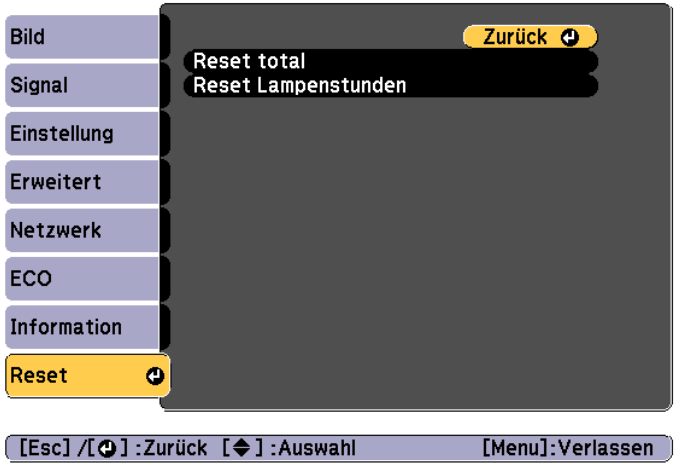 Bild
Signal
Einstellung
Erweitert
Netzwerk
ECO
Information
Reset
Zurück
Reset total
Reset Lampenstunden
[Esc] /[ ] :Zurück [ ] :Auswahl [Menu]:Verlassen